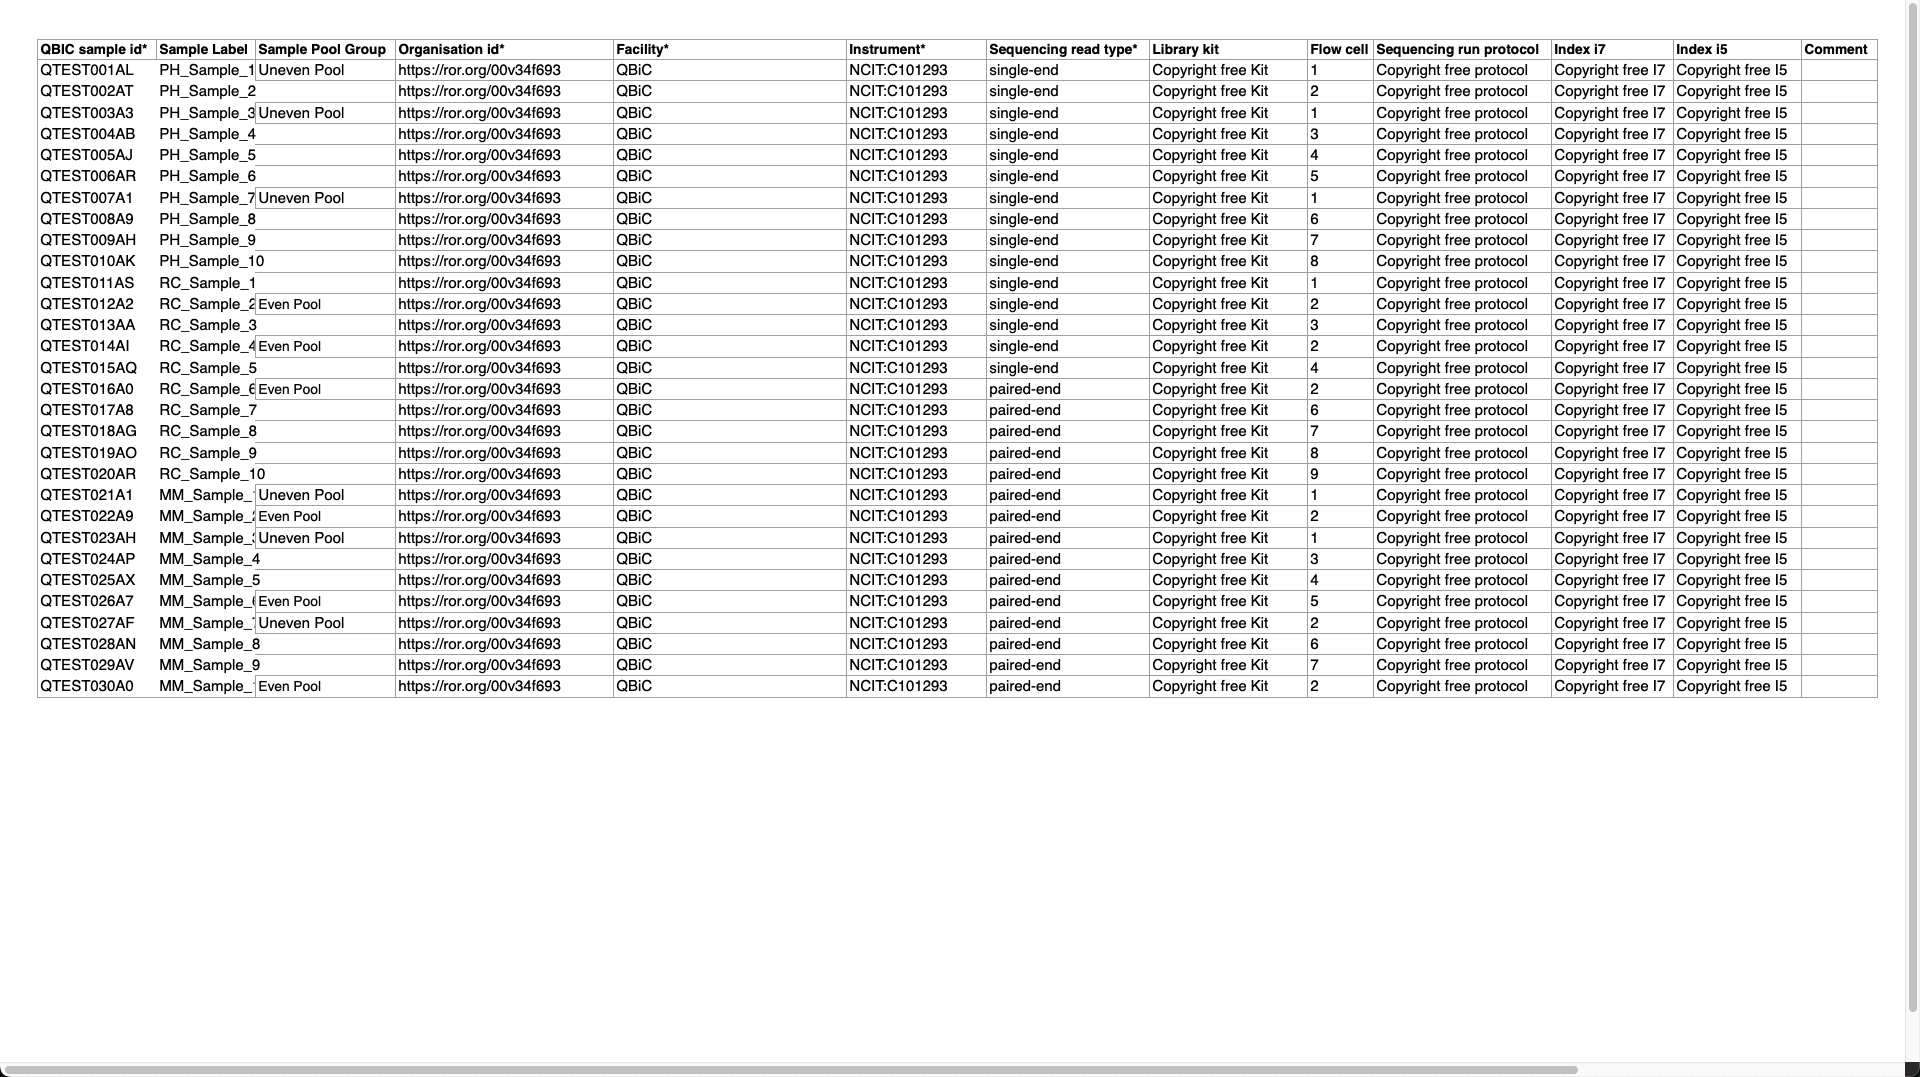 QBIC sample id* Sample Label Sample Pool Group Organisation id* Facility* Instrument* Sequencing read type* Library kit Flow cell Sequencing run protocol Index i7 Index i5 Comment
QTEST001AL PH_Sample_1 Uneven Pool https://ror.org/00v34f693 QBiC NCIT:C101293 single-end Copyright free Kit 1 Copyright free protocol Copyright free I7 Copyright free I5
QTEST002AT PH_Sample_2 https://ror.org/00v34f693 QBiC NCIT:C101293 single-end Copyright free Kit 2 Copyright free protocol Copyright free I7 Copyright free I5
QTEST003A3 PH_Sample_3 Uneven Pool https://ror.org/00v34f693 QBiC NCIT:C101293 single-end Copyright free Kit 1 Copyright free protocol Copyright free I7 Copyright free I5
QTEST004AB PH_Sample_4 https://ror.org/00v34f693 QBiC NCIT:C101293 single-end Copyright free Kit 3 Copyright free protocol Copyright free I7 Copyright free I5
QTEST005AJ PH_Sample_5 https://ror.org/00v34f693 QBiC NCIT:C101293 single-end Copyright free Kit 4 Copyright free protocol Copyright free I7 Copyright free I5
QTEST006AR PH_Sample_6 https://ror.org/00v34f693 QBiC NCIT:C101293 single-end Copyright free Kit 5 Copyright free protocol Copyright free I7 Copyright free I5
QTEST007A1 PH_Sample_7 Uneven Pool https://ror.org/00v34f693 QBiC NCIT:C101293 single-end Copyright free Kit 1 Copyright free protocol Copyright free I7 Copyright free I5
QTEST008A9 PH_Sample_8 https://ror.org/00v34f693 QBiC NCIT:C101293 single-end Copyright free Kit 6 Copyright free protocol Copyright free I7 Copyright free I5
QTEST009AH PH_Sample_9 https://ror.org/00v34f693 QBiC NCIT:C101293 single-end Copyright free Kit 7 Copyright free protocol Copyright free I7 Copyright free I5
QTEST010AK PH_Sample_10 https://ror.org/00v34f693 QBiC NCIT:C101293 single-end Copyright free Kit 8 Copyright free protocol Copyright free I7 Copyright free I5
QTEST011AS RC_Sample_1 https://ror.org/00v34f693 QBiC NCIT:C101293 single-end Copyright free Kit 1 Copyright free protocol Copyright free I7 Copyright free I5
QTEST012A2 RC_Sample_2 Even Pool https://ror.org/00v34f693 QBiC NCIT:C101293 single-end Copyright free Kit 2 Copyright free protocol Copyright free I7 Copyright free I5
QTEST013AA RC_Sample_3 https://ror.org/00v34f693 QBiC NCIT:C101293 single-end Copyright free Kit 3 Copyright free protocol Copyright free I7 Copyright free I5
QTEST014AI RC_Sample_4 Even Pool https://ror.org/00v34f693 QBiC NCIT:C101293 single-end Copyright free Kit 2 Copyright free protocol Copyright free I7 Copyright free I5
QTEST015AQ RC_Sample_5 https://ror.org/00v34f693 QBiC NCIT:C101293 single-end Copyright free Kit 4 Copyright free protocol Copyright free I7 Copyright free I5
QTEST016A0 RC_Sample_6 Even Pool https://ror.org/00v34f693 QBiC NCIT:C101293 paired-end Copyright free Kit 2 Copyright free protocol Copyright free I7 Copyright free I5
QTEST017A8 RC_Sample_7 https://ror.org/00v34f693 QBiC NCIT:C101293 paired-end Copyright free Kit 6 Copyright free protocol Copyright free I7 Copyright free I5
QTEST018AG RC_Sample_8 https://ror.org/00v34f693 QBiC NCIT:C101293 paired-end Copyright free Kit 7 Copyright free protocol Copyright free I7 Copyright free I5
QTEST019AO RC_Sample_9 https://ror.org/00v34f693 QBiC NCIT:C101293 paired-end Copyright free Kit 8 Copyright free protocol Copyright free I7 Copyright free I5
QTEST020AR RC_Sample_10 https://ror.org/00v34f693 QBiC NCIT:C101293 paired-end Copyright free Kit 9 Copyright free protocol Copyright free I7 Copyright free I5
QTEST021A1 MM_Sample_ Uneven Pool https://ror.org/00v34f693 QBiC NCIT:C101293 paired-end Copyright free Kit 1 Copyright free protocol Copyright free I7 Copyright free I5
QTEST022A9 MM_Sample_2 Even Pool https://ror.org/00v34f693 QBiC NCIT:C101293 paired-end Copyright free Kit 2 Copyright free protocol Copyright free I7 Copyright free I5
QTEST023AH MM_Sample_3 Uneven Pool https://ror.org/00v34f693 QBiC NCIT:C101293 paired-end Copyright free Kit 1 Copyright free protocol Copyright free I7 Copyright free I5
QTEST024AP MM_Sample_4 https://ror.org/00v34f693 QBiC NCIT:C101293 paired-end Copyright free Kit 3 Copyright free protocol Copyright free I7 Copyright free I5
QTEST025AX MM_Sample_5 https://ror.org/00v34f693 QBiC NCIT:C101293 paired-end Copyright free Kit 4 Copyright free protocol Copyright free I7 Copyright free I5
QTEST026A7 MM_Sample_6 Even Pool https://ror.org/00v34f693 QBiC NCIT:C101293 paired-end Copyright free Kit 5 Copyright free protocol Copyright free I7 Copyright free I5
QTEST027AF MM_Sample_7 Uneven Pool https://ror.org/00v34f693 QBiC NCIT:C101293 paired-end Copyright free Kit 2 Copyright free protocol Copyright free I7 Copyright free I5
QTEST028AN MM_Sample_8 https://ror.org/00v34f693 QBiC NCIT:C101293 paired-end Copyright free Kit 6 Copyright free protocol Copyright free I7 Copyright free I5
QTEST029AV MM_Sample_9 https://ror.org/00v34f693 QBiC NCIT:C101293 paired-end Copyright free Kit 7 Copyright free protocol Copyright free I7 Copyright free I5
QTEST030A0 MM_Sample_ Even Pool https://ror.org/00v34f693 QBiC NCIT:C101293 paired-end Copyright free Kit 2 Copyright free protocol Copyright free I7 Copyright free I5